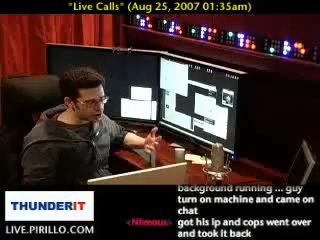 *Live Calls* (Aug 25, 2007 01:35am)
THUNDERIT
LIVE.PIRILLO.COM
background running ... guy
turn on machine and came on
chat
<Niveous> got his ip and cops went over
and took it back